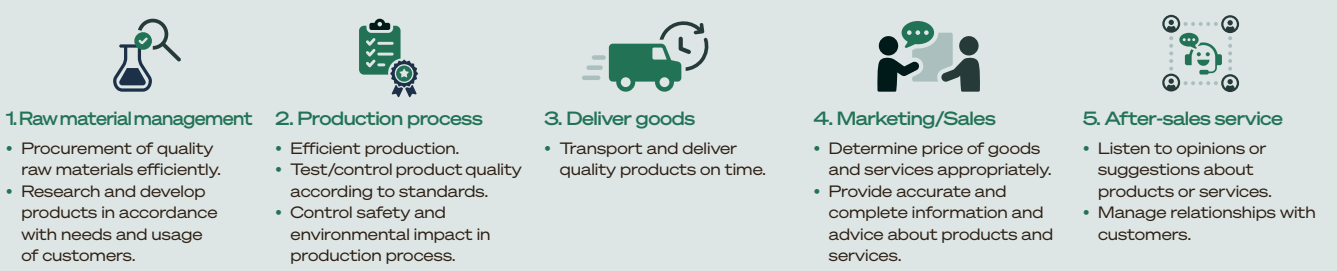 1. Raw material management
• Procurement of quality
raw materials efficiently.
• Research and develop
products in accordance
with needs and usage
of customers.
2. Production process
• Efficient production.
• Test/control product quality
according to standards.
• Control safety and
environmental impact in
production process.
3. Deliver goods
• Transport and deliver
quality products on time.
4. Marketing/Sales
• Determine price of goods
and services appropriately.
• Provide accurate and
complete information and
advice about products and
services.
5. After-sales service
• Listen to opinions or
suggestions about
products or services.
• Manage relationships with
customers.